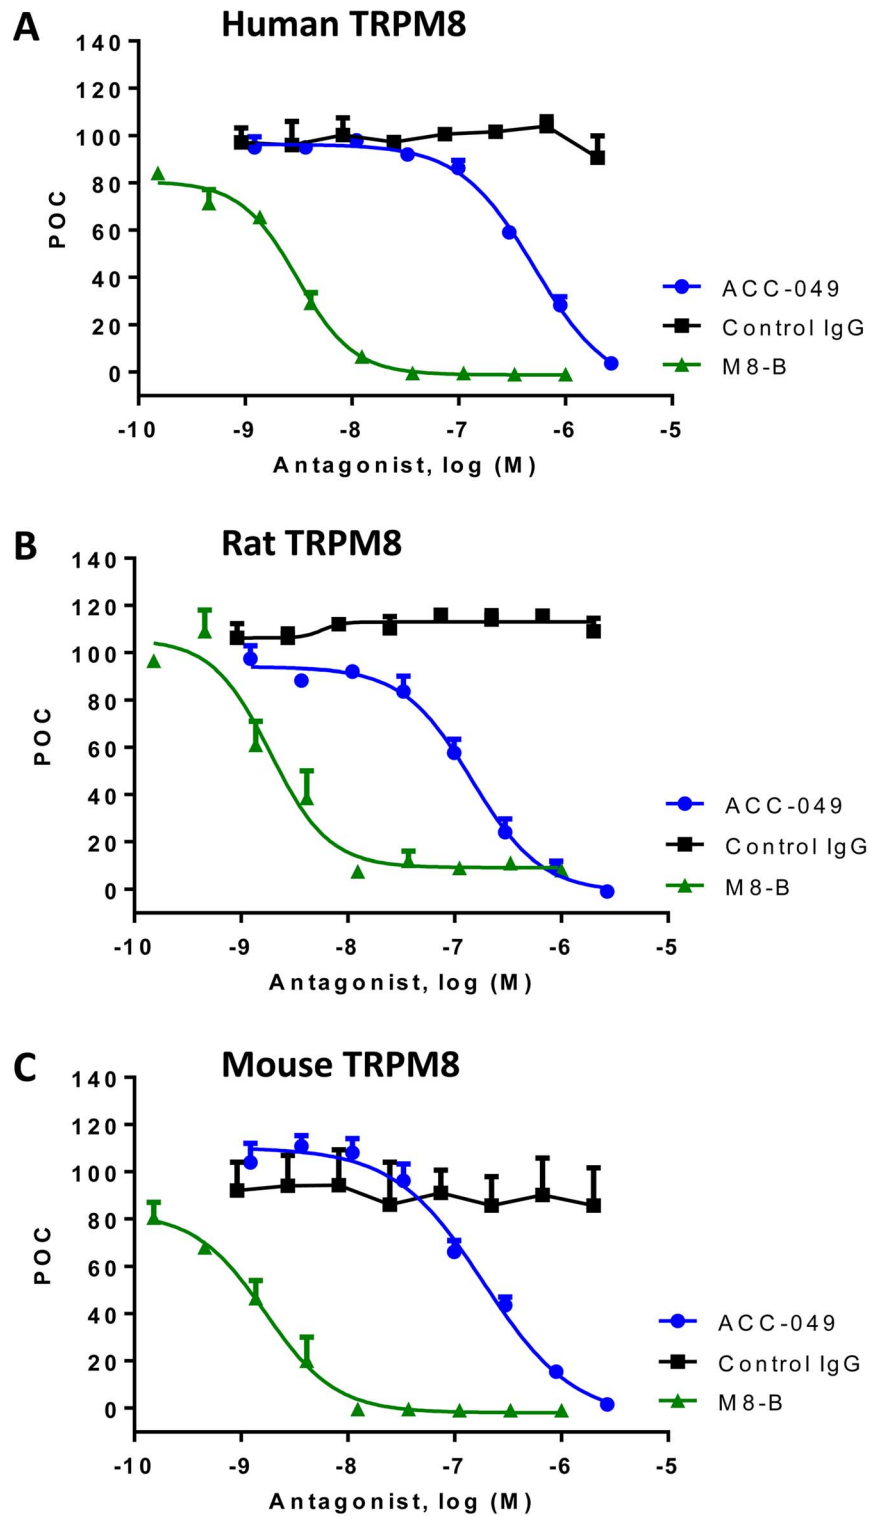 A Human TRPM8
140
120
100
80
60
40
20
0
POC
-10 -9 -8 -7 -6 -5
Antagonist, log (M)
ACC-049
Control IgG
M8-B
B Rat TRPM8
140
120
100
80
60
40
20
0
POC
-10 -9 -8 -7 -6 -5
Antagonist, log (M)
ACC-049
Control IgG
M8-B
C Mouse TRPM8
140
120
100
80
60
40
20
0
POC
-10 -9 -8 -7 -6 -5
Antagonist, log (M)
ACC-049
Control IgG
M8-B